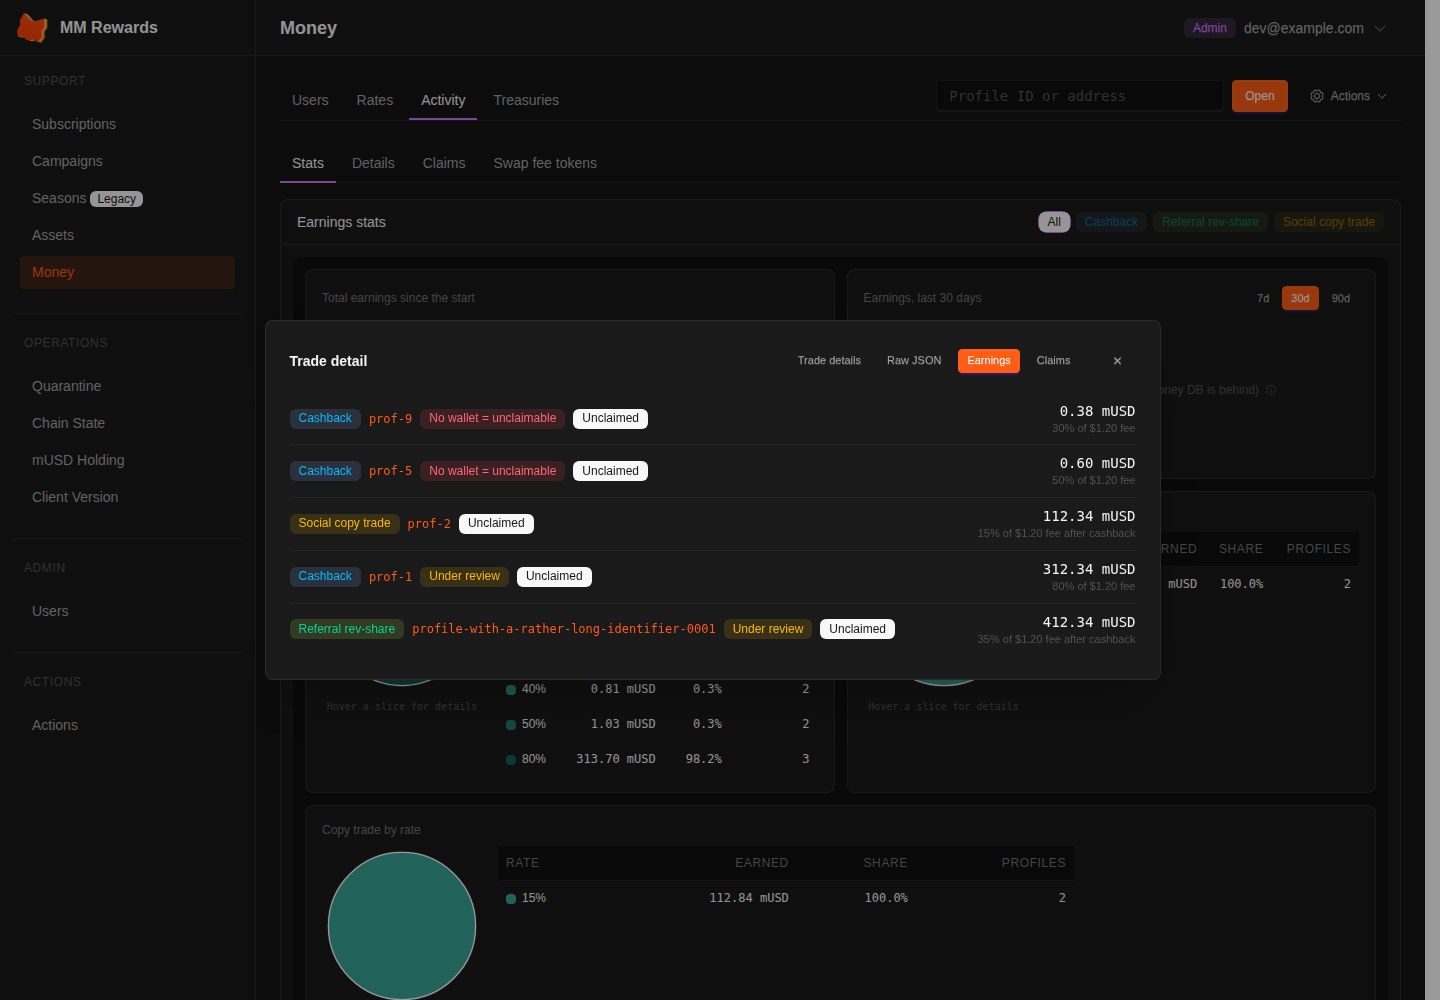 MM Rewards
Money
Admin dev@example.com
SUPPORT
Subscriptions
Campaigns
Seasons Legacy
Assets
Money
OPERATIONS
Quarantine
Chain State
mUSD Holding
Client Version
ADMIN
Users
ACTIONS
Actions
Users Rates Activity Treasuries
Profile ID or address Open Actions
Stats Details Claims Swap fee tokens
Earnings stats All Cashback Referral rev-share Social copy trade
Total earnings since the start
Earnings, last 30 days 7d 30d 90d
DB is behind)
Trade detail Trade details Raw JSON Earnings Claims ×
Cashback prof-9 No wallet = unclaimable Unclaimed 0.38 mUSD
30% of $1.20 fee
Cashback prof-5 No wallet = unclaimable Unclaimed 0.60 mUSD
50% of $1.20 fee
Social copy trade prof-2 Unclaimed 112.34 mUSD
15% of $1.20 fee after cashback
Cashback prof-1 Under review Unclaimed 312.34 mUSD
80% of $1.20 fee
Referral rev-share profile-with-a-rather-long-identifier-0001 Under review Unclaimed 412.34 mUSD
35% of $1.20 fee after cashback
SHARE PROFILES
mUSD 100.0% 2
40% 0.81 mUSD 0.3% 2
50% 1.03 mUSD 0.3% 2
80% 313.70 mUSD 98.2% 3
Hover a slice for details
Hover a slice for details
Copy trade by rate
RATE EARNED SHARE PROFILES
15% 112.84 mUSD 100.0% 2